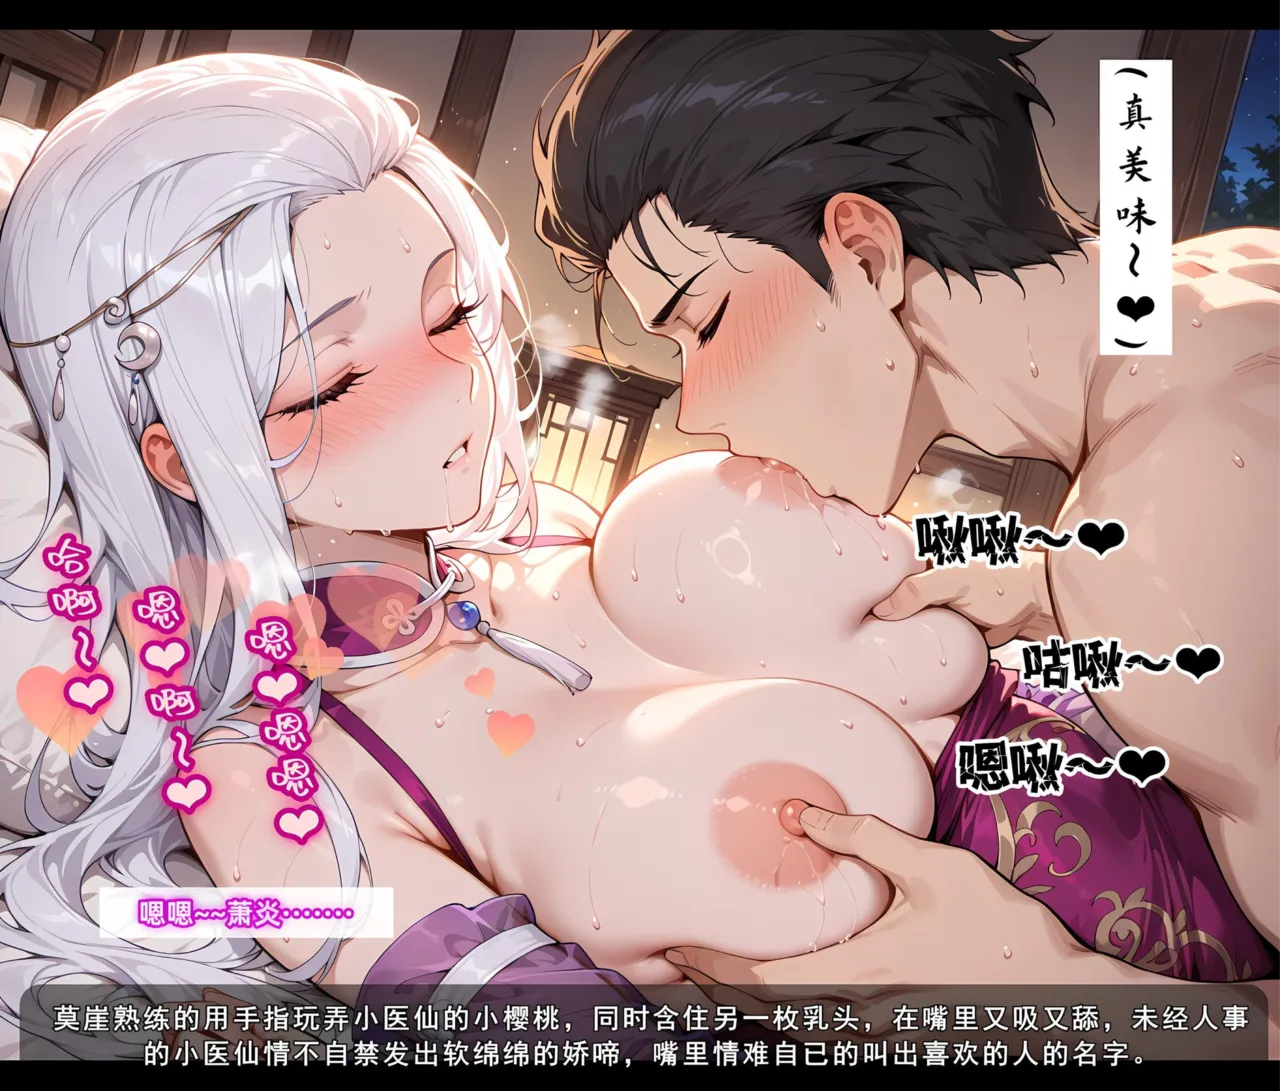 （真美味～♥）
啾啾～♥
咕啾～♥
嗯啾～♥
哈啊～♥
嗯♥啊～♥
嗯♥嗯嗯♥
嗯嗯~~萧炎·······
莫崖熟练的用手指玩弄小医仙的小樱桃，同时含住另一枚乳头，在嘴里又吸又舔，未经人事
的小医仙情不自禁发出软绵绵的娇啼，嘴里情难自已的叫出喜欢的人的名字。